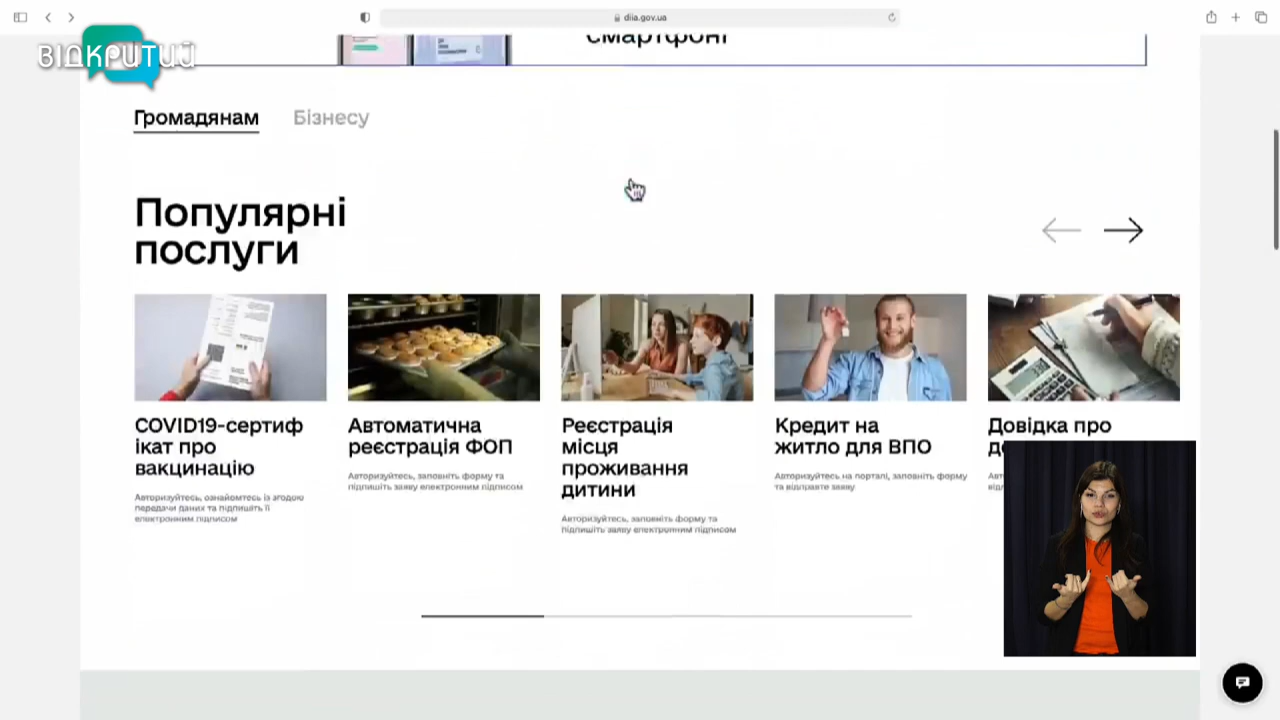 diia.gov.ua
ВІДКРИТИЙ
смартфоні
Громадянам
Бізнесу
Популярні
послуги
COVID19-сертиф
ікат про
вакцинацію
Авторизуйтесь, ознайомтесь із згодою
передачі даних та підпишіть її
електронним підписом
Автоматична
реєстрація ФОП
Авторизуйтесь, заповніть форму та
підпишіть заяву електронним підписом
Реєстрація
місця
проживання
дитини
Авторизуйтесь, заповніть форму та
підпишіть заяву електронним підписом
Кредит на
житло для ВПО
Авторизуйтесь на порталі, заповніть форму
та відправте заяву
Довідка про